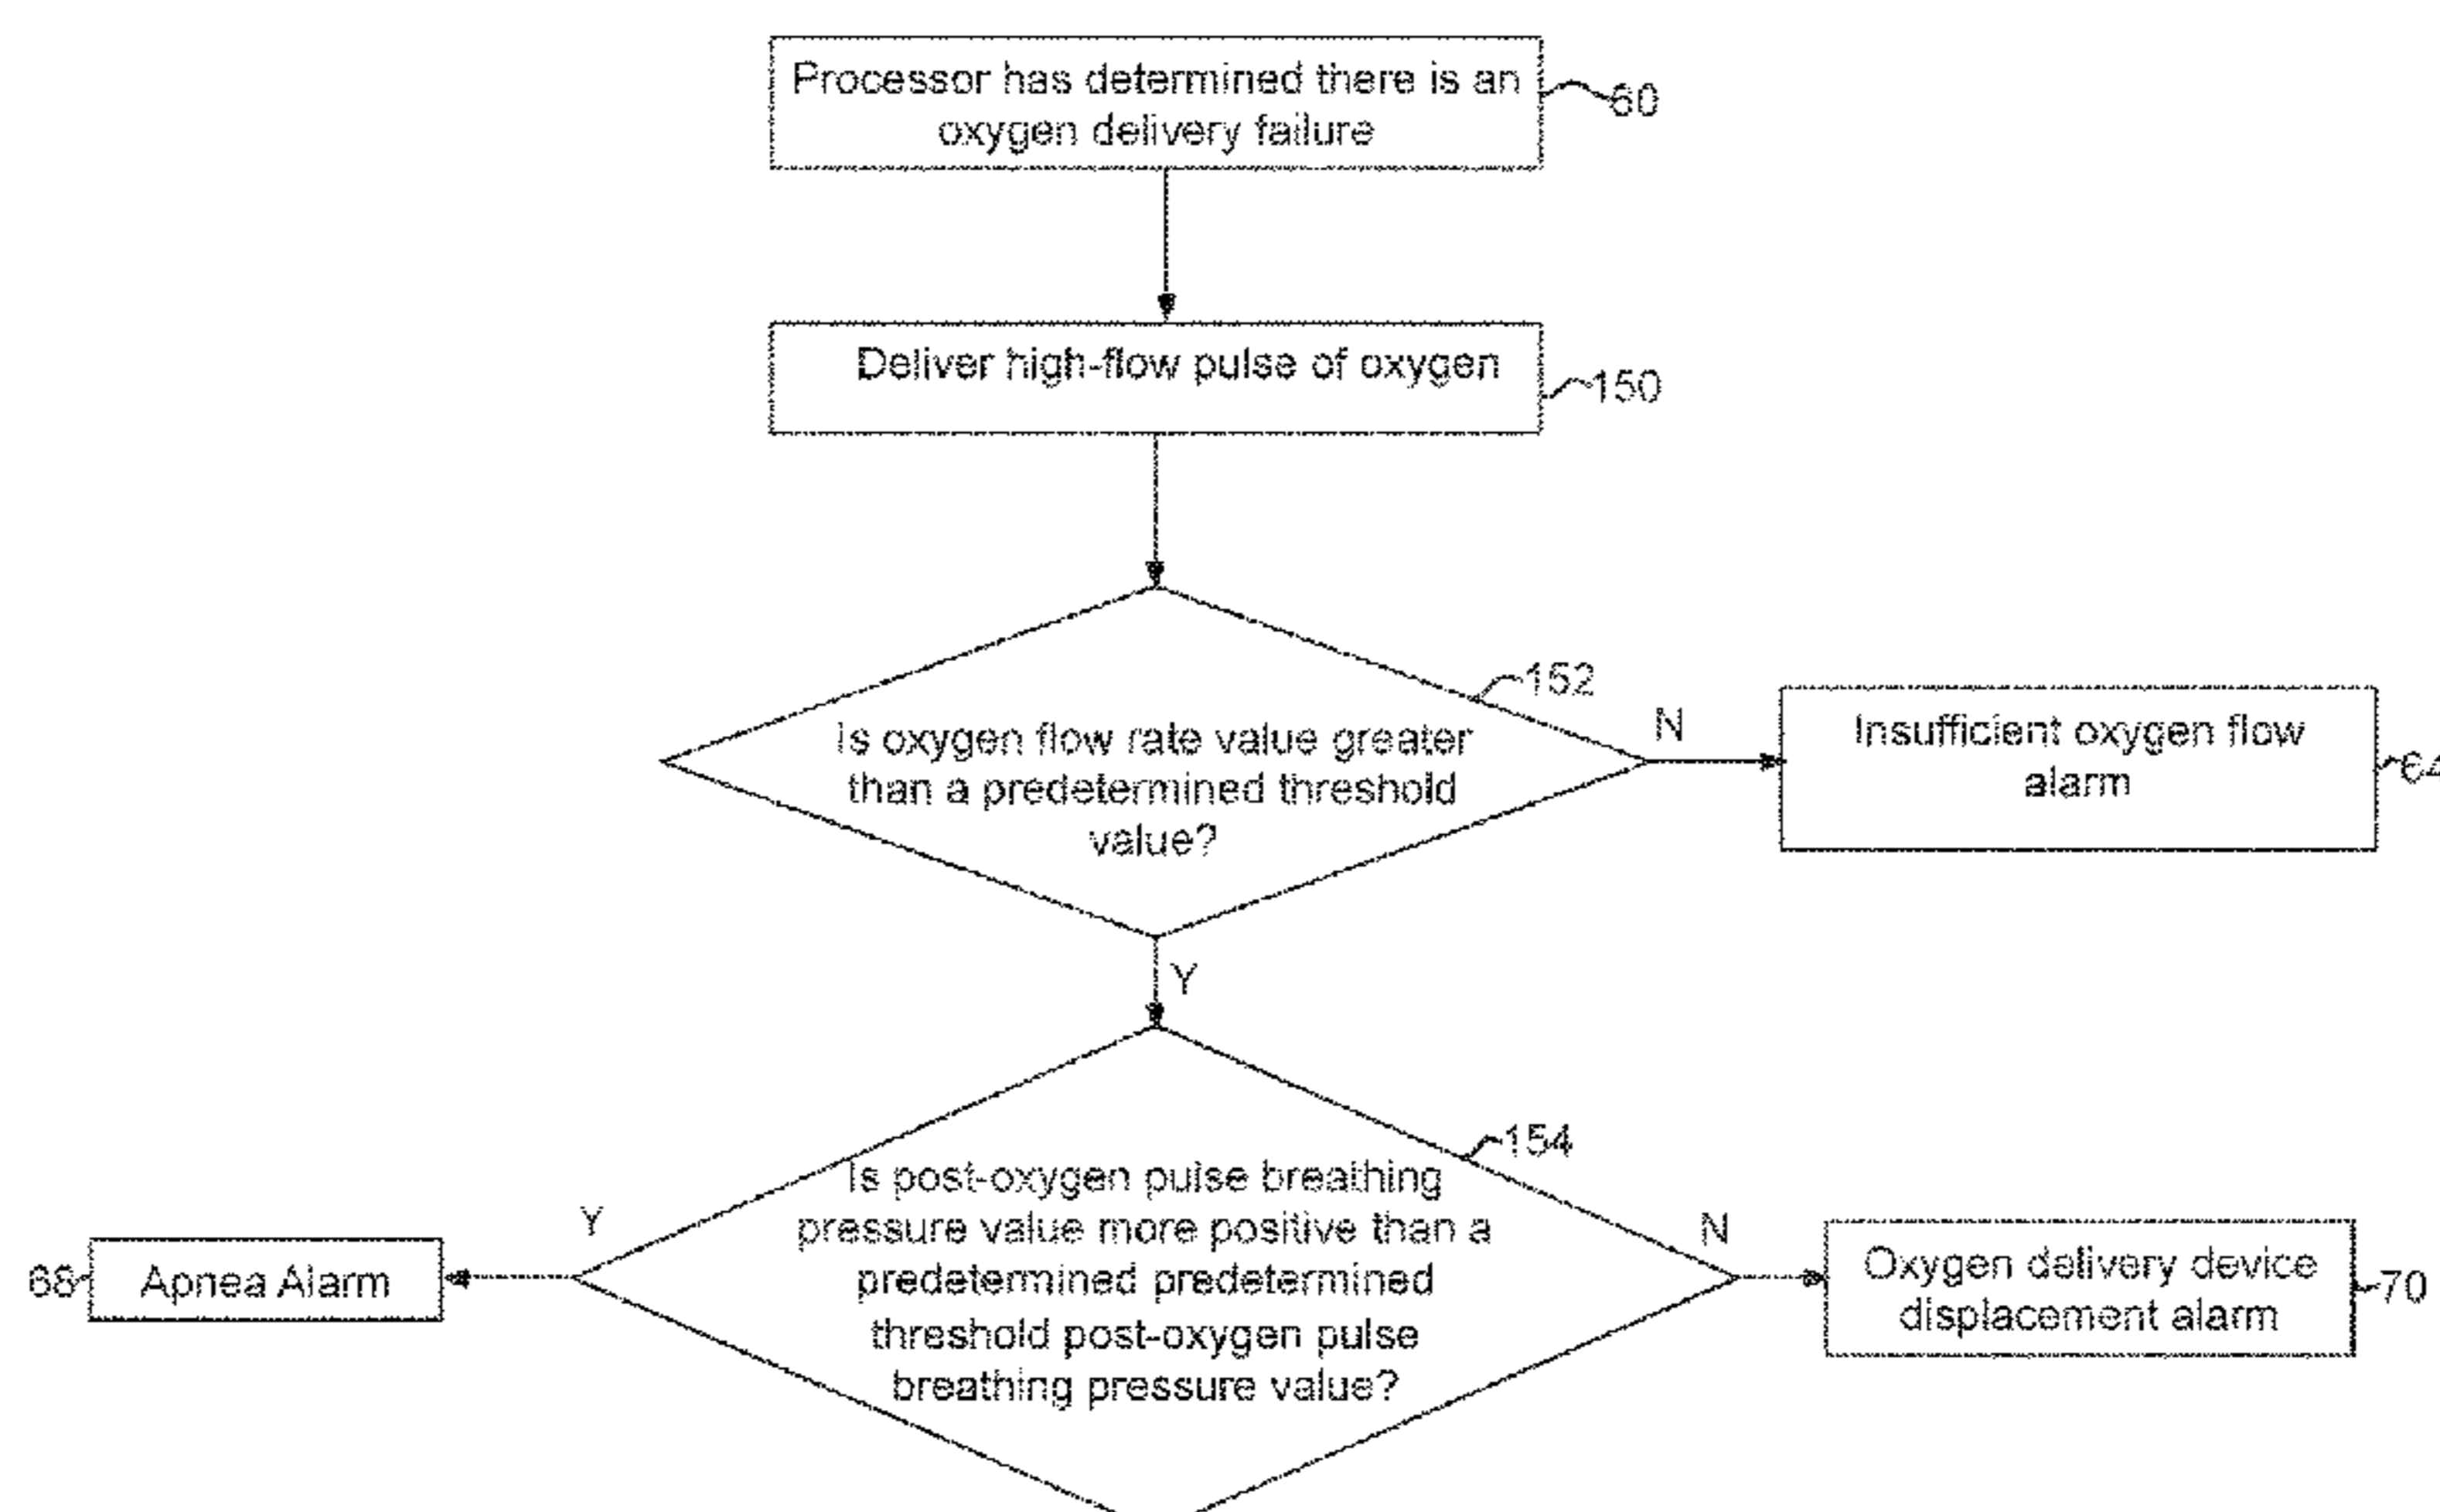 Processor has determined there is an
oxygen delivery failure
60
Deliver high-flow pulse of oxygen
150
152
Is oxygen flow rate value greater
than a predetermined threshold
value?
N
Insufficient oxygen flow
alarm
64
Y
154
Is post-oxygen pulse breathing
pressure value more positive than a
predetermined predetermined
threshold post-oxygen pulse
breathing pressure value?
Y
68
Apnea Alarm
N
Oxygen delivery device
displacement alarm
70